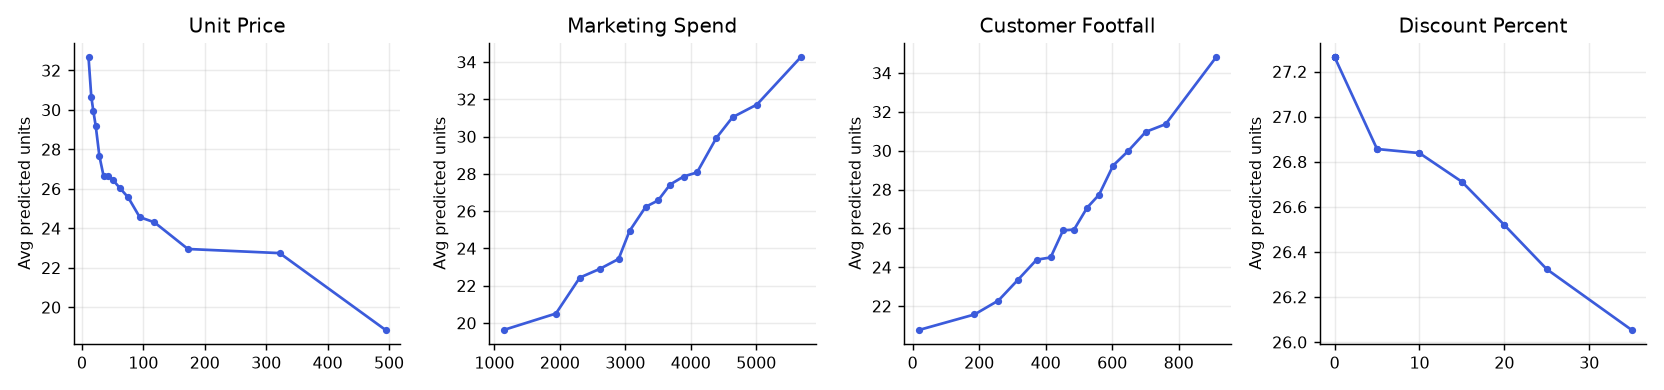 Unit Price
Avg predicted units
32
30
28
26
24
22
20
0 100 200 300 400 500
Marketing Spend
Avg predicted units
34
32
30
28
26
24
22
20
1000 2000 3000 4000 5000
Customer Footfall
Avg predicted units
34
32
30
28
26
24
22
0 200 400 600 800
Discount Percent
Avg predicted units
27.2
27.0
26.8
26.6
26.4
26.2
26.0
0 10 20 30